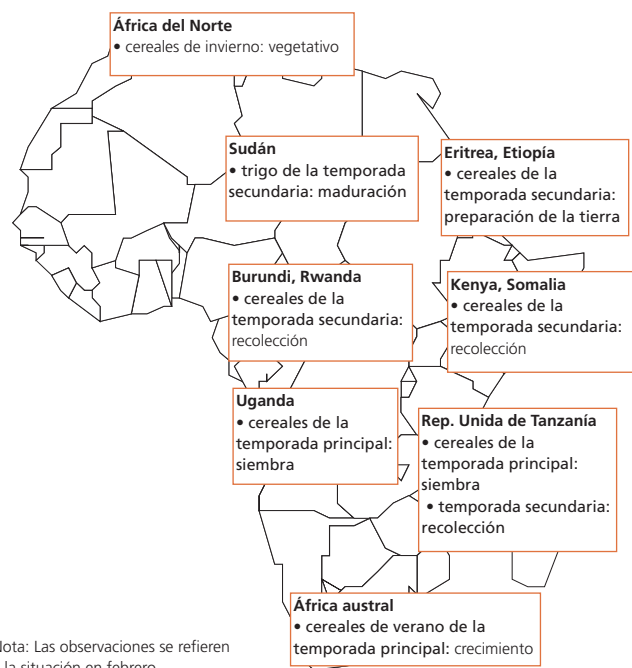 África del Norte
• cereales de invierno: vegetativo
Sudán
• trigo de la temporada
secundaria: maduración
Eritrea, Etiopía
• cereales de la
temporada secundaria:
preparación de la tierra
Burundi, Rwanda
• cereales de la
temporada secundaria:
recolección
Kenya, Somalia
• cereales de la
temporada secundaria:
recolección
Uganda
• cereales de la
temporada principal:
siembra
Rep. Unida de Tanzanía
• cereales de la
temporada principal:
siembra
• temporada secundaria:
recolección
África austral
• cereales de verano de la
temporada principal: crecimiento
Nota: Las observaciones se refieren
la situación en febrero